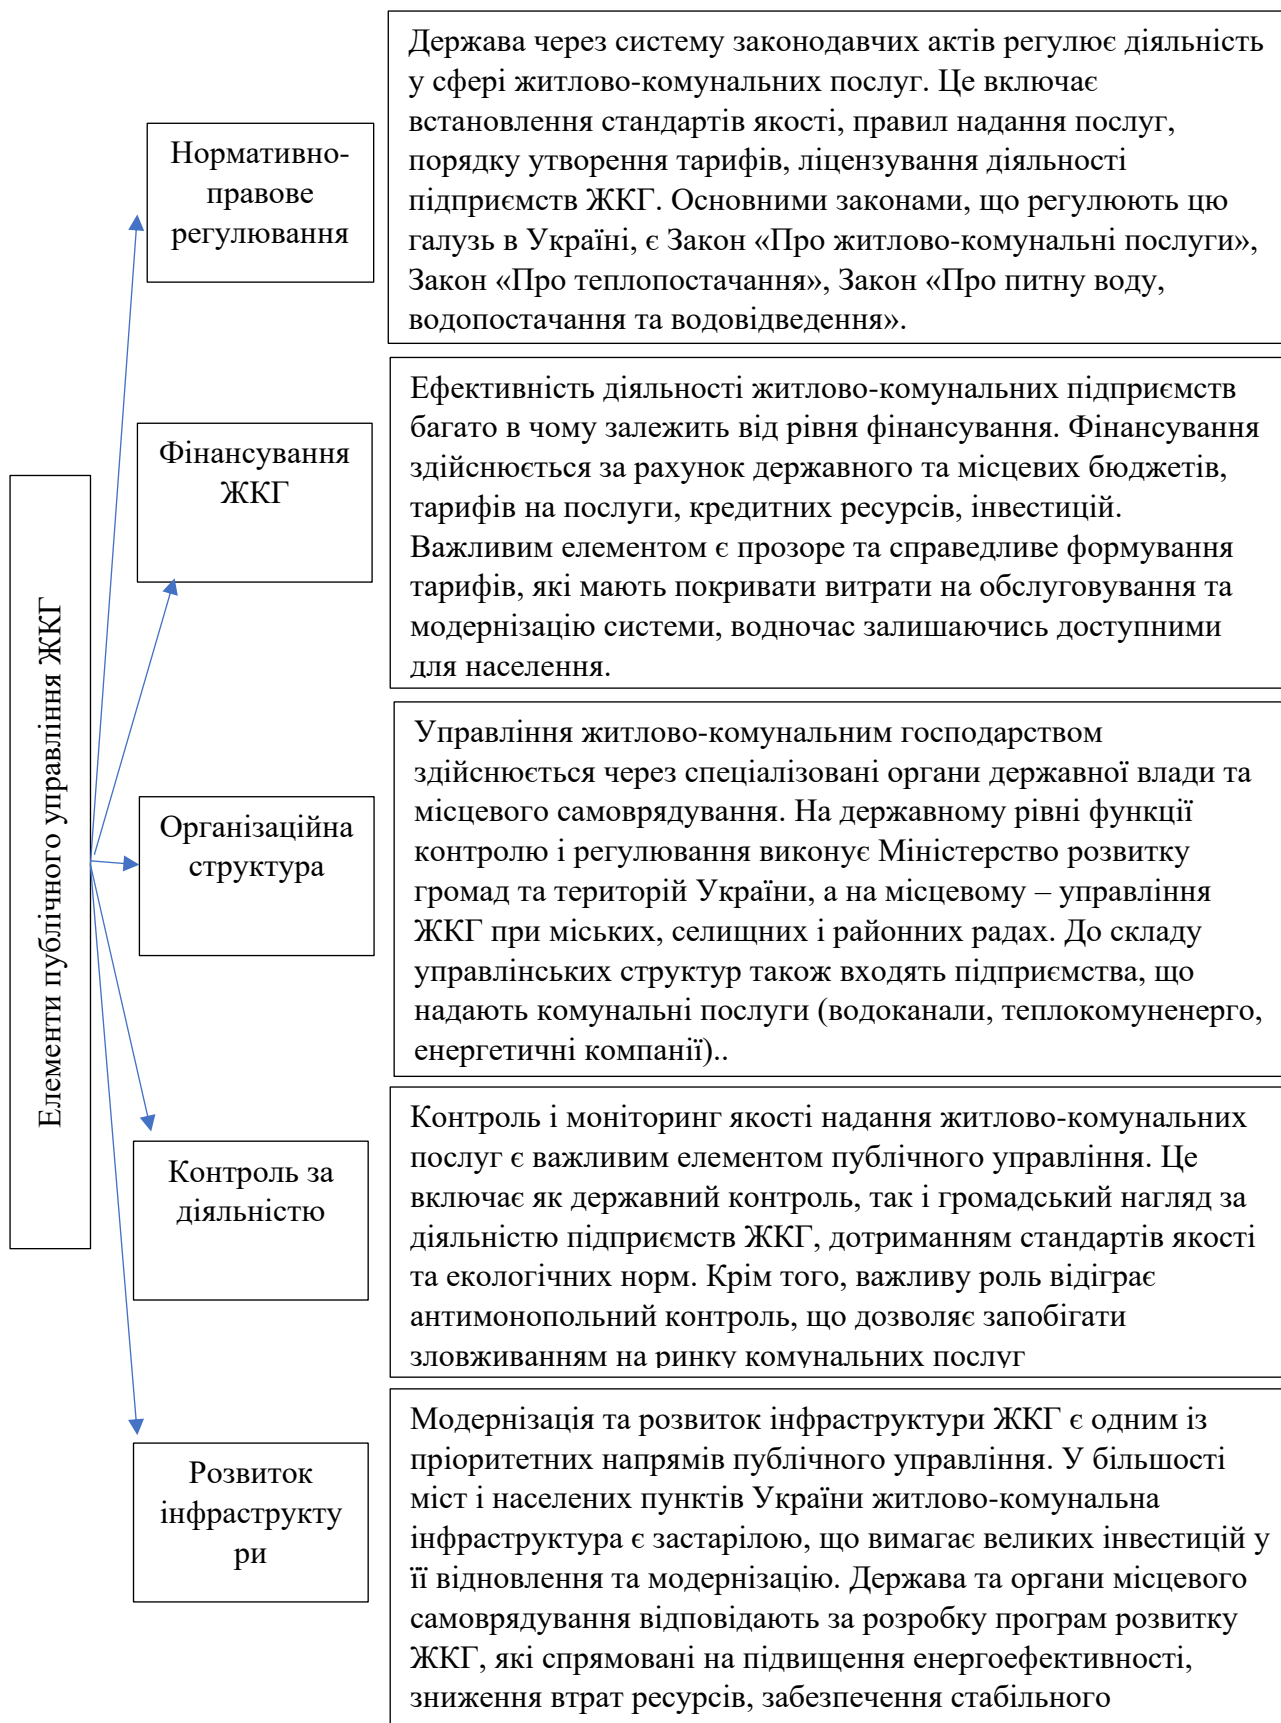 Елементи публічного управління ЖКГ
Нормативно-
правове
регулювання
Держава через систему законодавчих актів регулює діяльність
у сфері житлово-комунальних послуг. Це включає
встановлення стандартів якості, правил надання послуг,
порядку утворення тарифів, ліцензування діяльності
підприємств ЖКГ. Основними законами, що регулюють цю
галузь в Україні, є Закон «Про житлово-комунальні послуги»,
Закон «Про теплопостачання», Закон «Про питну воду,
водопостачання та водовідведення».
Фінансування
ЖКГ
Ефективність діяльності житлово-комунальних підприємств
багато в чому залежить від рівня фінансування. Фінансування
здійснюється за рахунок державного та місцевих бюджетів,
тарифів на послуги, кредитних ресурсів, інвестицій.
Важливим елементом є прозоре та справедливе формування
тарифів, які мають покривати витрати на обслуговування та
модернізацію системи, водночас залишаючись доступними
для населення.
Організаційна
структура
Управління житлово-комунальним господарством
здійснюється через спеціалізовані органи державної влади та
місцевого самоврядування. На державному рівні функції
контролю і регулювання виконує Міністерство розвитку
громад та територій України, а на місцевому – управління
ЖКГ при міських, селищних і районних радах. До складу
управлінських структур також входять підприємства, що
надають комунальні послуги (водоканали, теплокомуненерго,
енергетичні компанії)..
Контроль за
діяльністю
Контроль і моніторинг якості надання житлово-комунальних
послуг є важливим елементом публічного управління. Це
включає як державний контроль, так і громадський нагляд за
діяльністю підприємств ЖКГ, дотриманням стандартів якості
та екологічних норм. Крім того, важливу роль відіграє
антимонопольний контроль, що дозволяє запобігати
зловживанням на ринку комунальних послуг
Розвиток
інфраструкту
ри
Модернізація та розвиток інфраструктури ЖКГ є одним із
пріоритетних напрямів публічного управління. У більшості
міст і населених пунктів України житлово-комунальна
інфраструктура є застарілою, що вимагає великих інвестицій у
її відновлення та модернізацію. Держава та органи місцевого
самоврядування відповідають за розробку програм розвитку
ЖКГ, які спрямовані на підвищення енергоефективності,
зниження втрат ресурсів, забезпечення стабільного